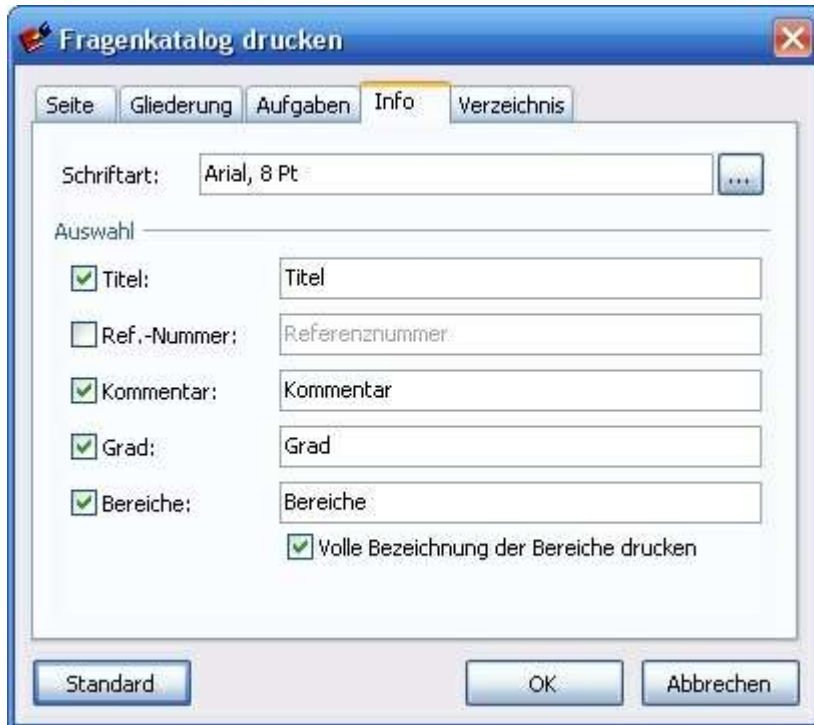 Fragenkatalog drucken
Seite Gliederung Aufgaben Info Verzeichnis
Schriftart: Arial, 8 Pt ...
Auswahl
Titel: Titel
Ref.-Nummer: Referenznummer
Kommentar: Kommentar
Grad: Grad
Bereiche: Bereiche
Volle Bezeichnung der Bereiche drucken
Standard OK Abbrechen